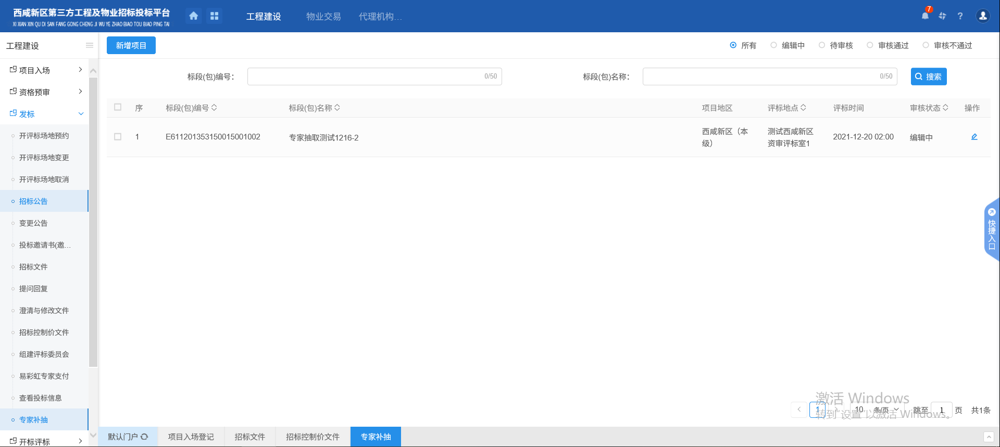 西咸新区第三方工程及物业招标投标平台
XI XIAN XIN QU DI SAN FANG GONG CHENG JI WU YE ZHAO BIAO TOU BIAO PING TAI
工程建设
物业交易
代理机构...
7
?
工程建设
新增项目
所有
编辑中
待审核
审核通过
审核不通过
项目入场
资格预审
发标
开评标场地预约
开评标场地变更
开评标场地取消
招标公告
变更公告
投标邀请书(邀...
招标文件
提问回复
澄清与修改文件
招标控制价文件
组建评标委员会
易彩虹专家支付
查看投标信息
专家补抽
开标评标
标段(包)编号:
0/50
标段(包)名称:
0/50
搜索
序
标段(包)编号
标段(包)名称
项目地区
评标地点
评标时间
审核状态
操作
1
E611201353150015001002
专家抽取测试1216-2
西咸新区（本
级）
测试西咸新区
资审评标室1
2021-12-20 02:00
编辑中
快捷入口
激活 Windows
转到"设置"以激活 Windows。
1
10 条/页
跳至
1
页
共1条
默认门户
项目入场登记
招标文件
招标控制价文件
专家补抽